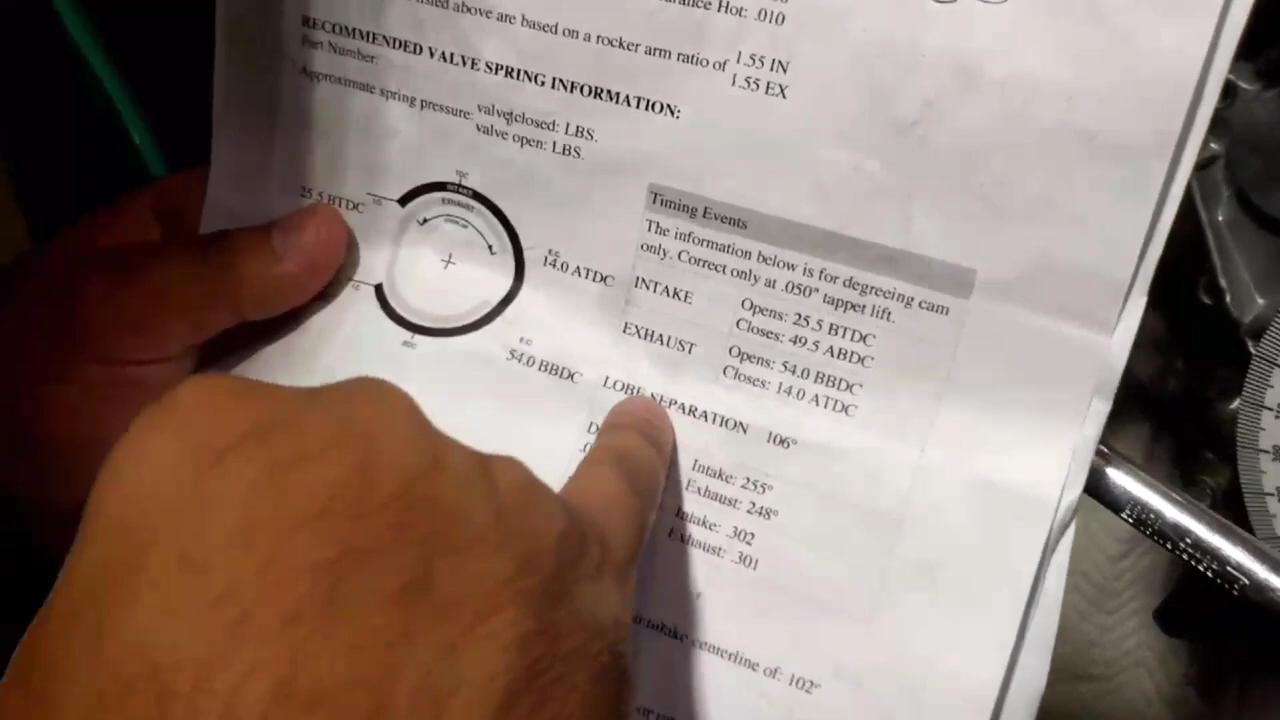 Hot: .010
above are based on a rocker arm ratio of 1.55 IN
1.55 EX
RECOMMENDED VALVE SPRING INFORMATION:
Part Number:
Approximate spring pressure: valve closed: LBS.
valve open: LBS.
TDC
INTAKE
EXHAUST
25.5 BTDC
E.C.
14.0 ATDC
BDC
54.0 BBDC
Timing Events
The information below is for degreeing cam
only. Correct only at .050" tappet lift.
INTAKE
Opens: 25.5 BTDC
Closes: 49.5 ABDC
EXHAUST
Opens: 54.0 BBDC
Closes: 14.0 ATDC
LOBE SEPARATION 106°
Intake: 255°
Exhaust: 248°
Intake: .302
Exhaust: .301
intake centerline of: 102°